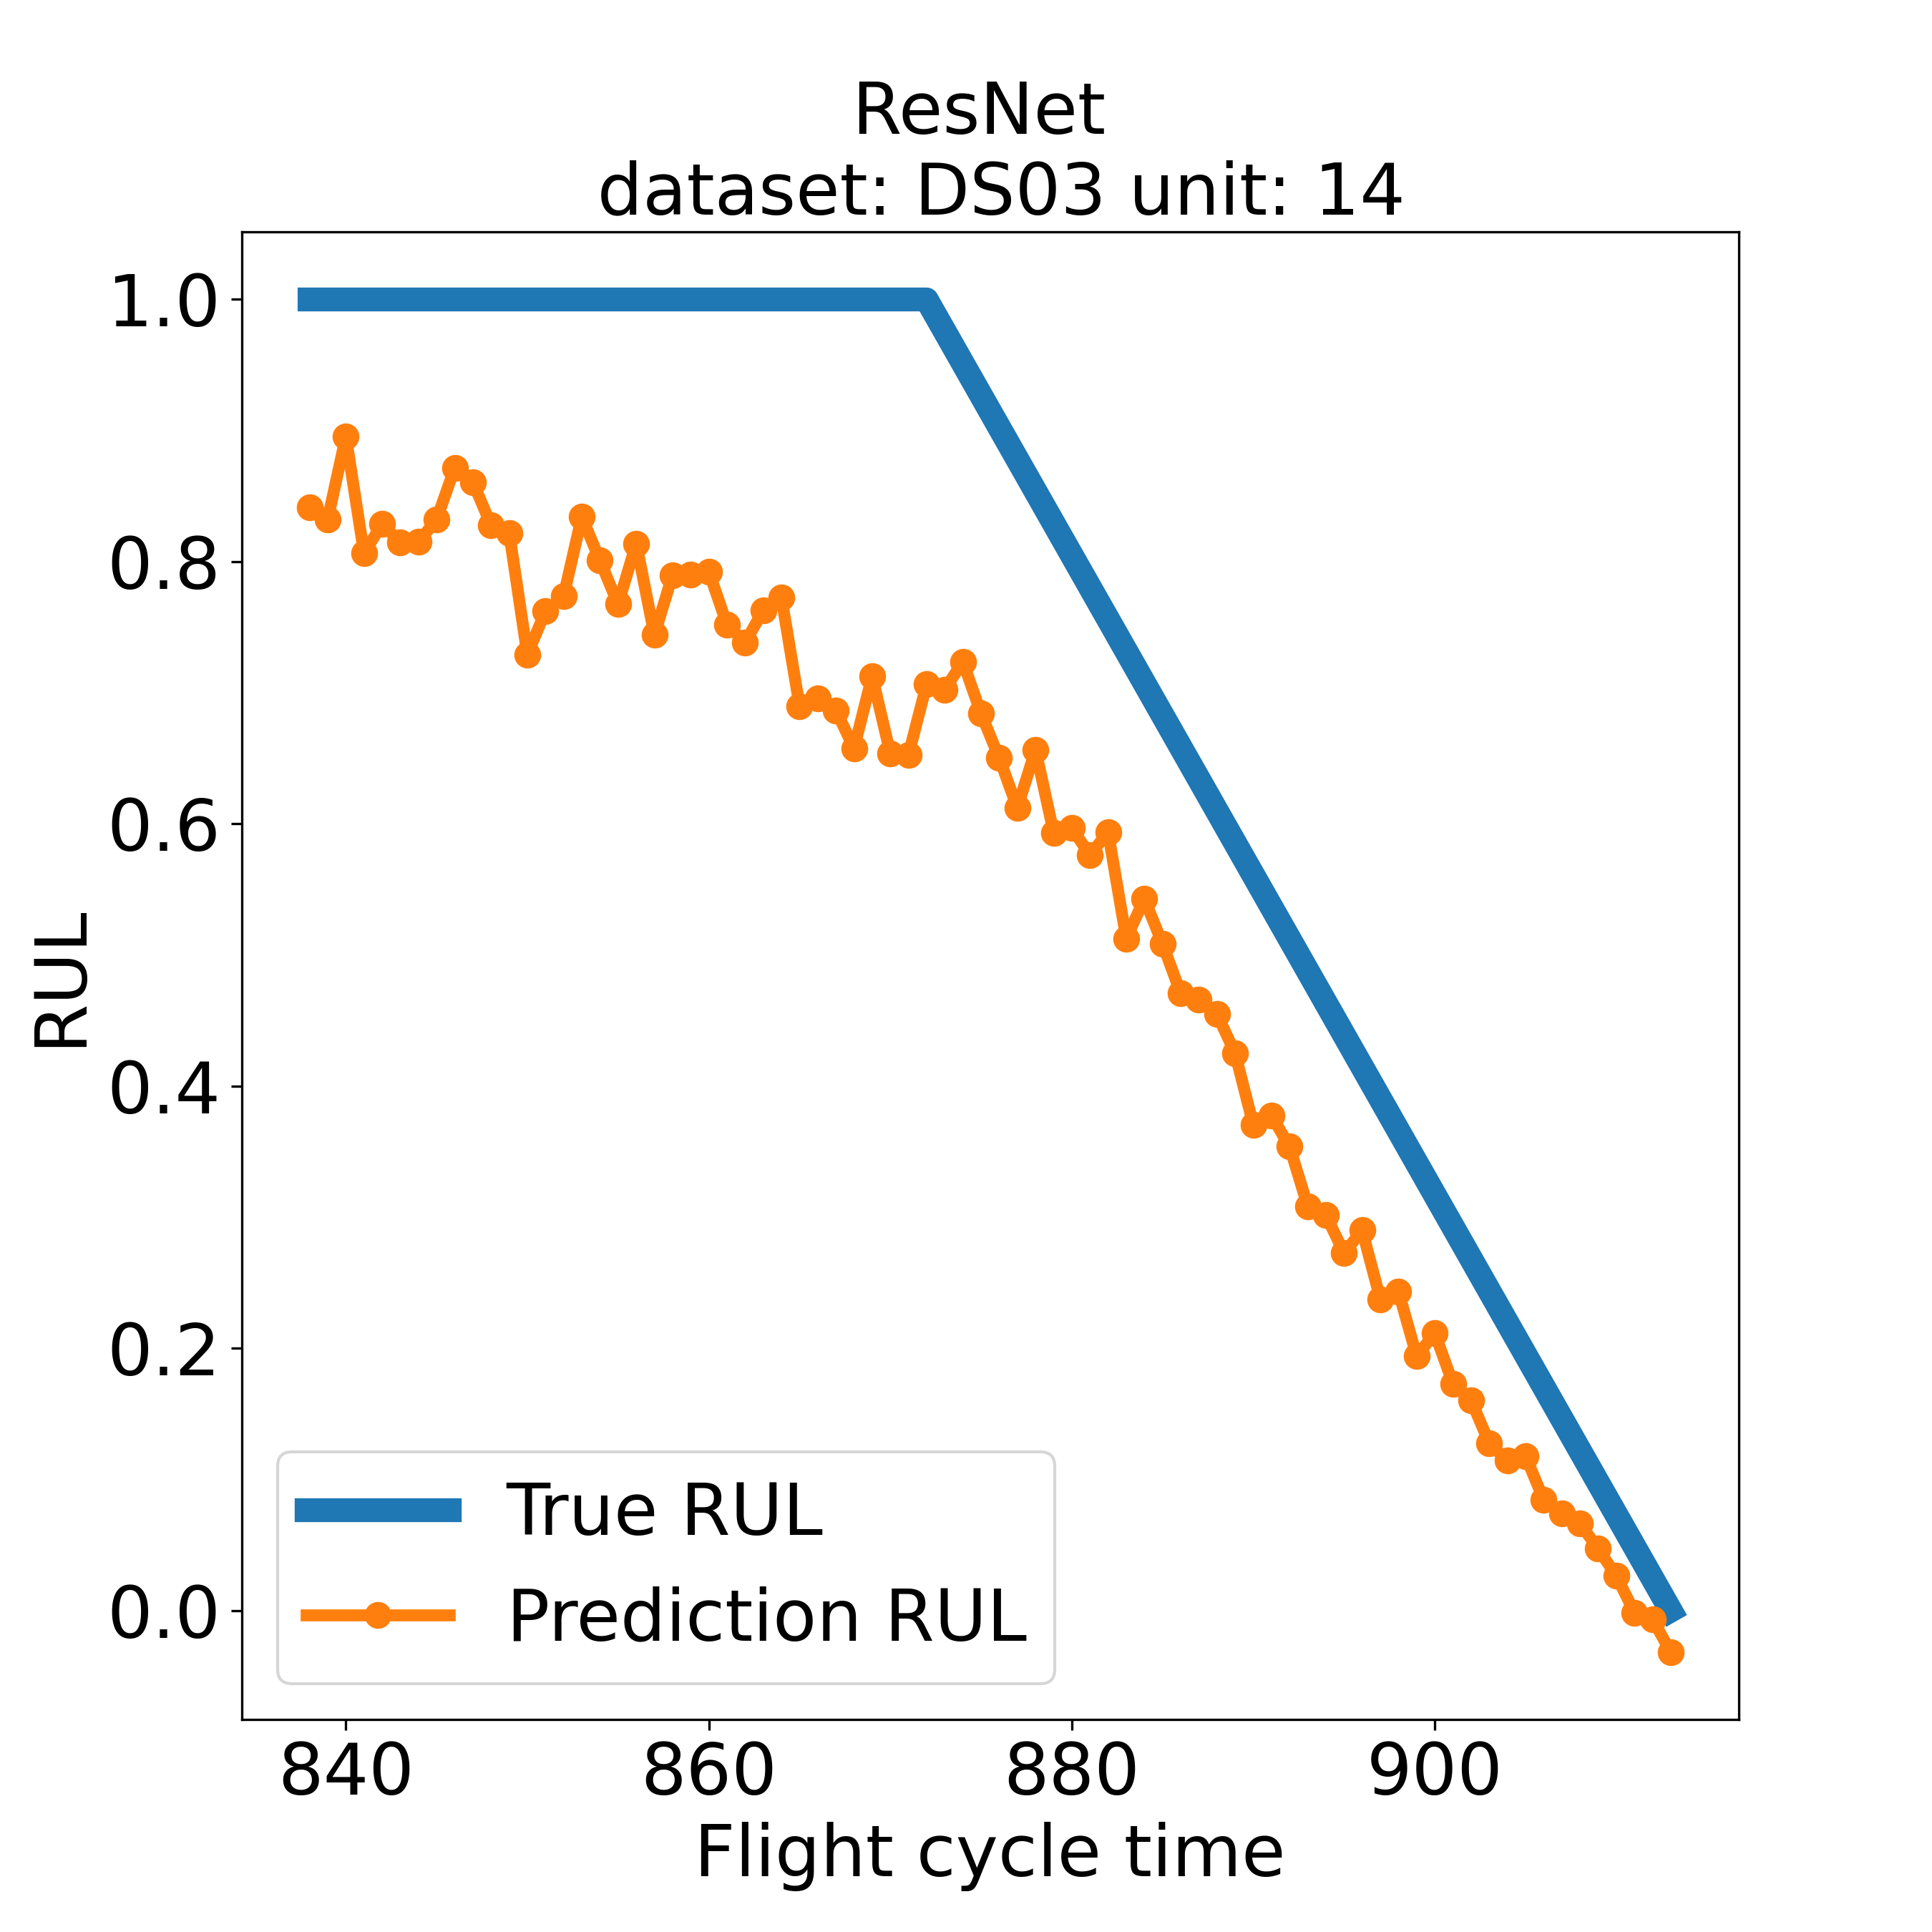 ResNet
dataset: DS03 unit: 14
1.0
0.8
0.6
0.4
0.2
0.0
RUL
True RUL
Prediction RUL
840 860 880 900
Flight cycle time